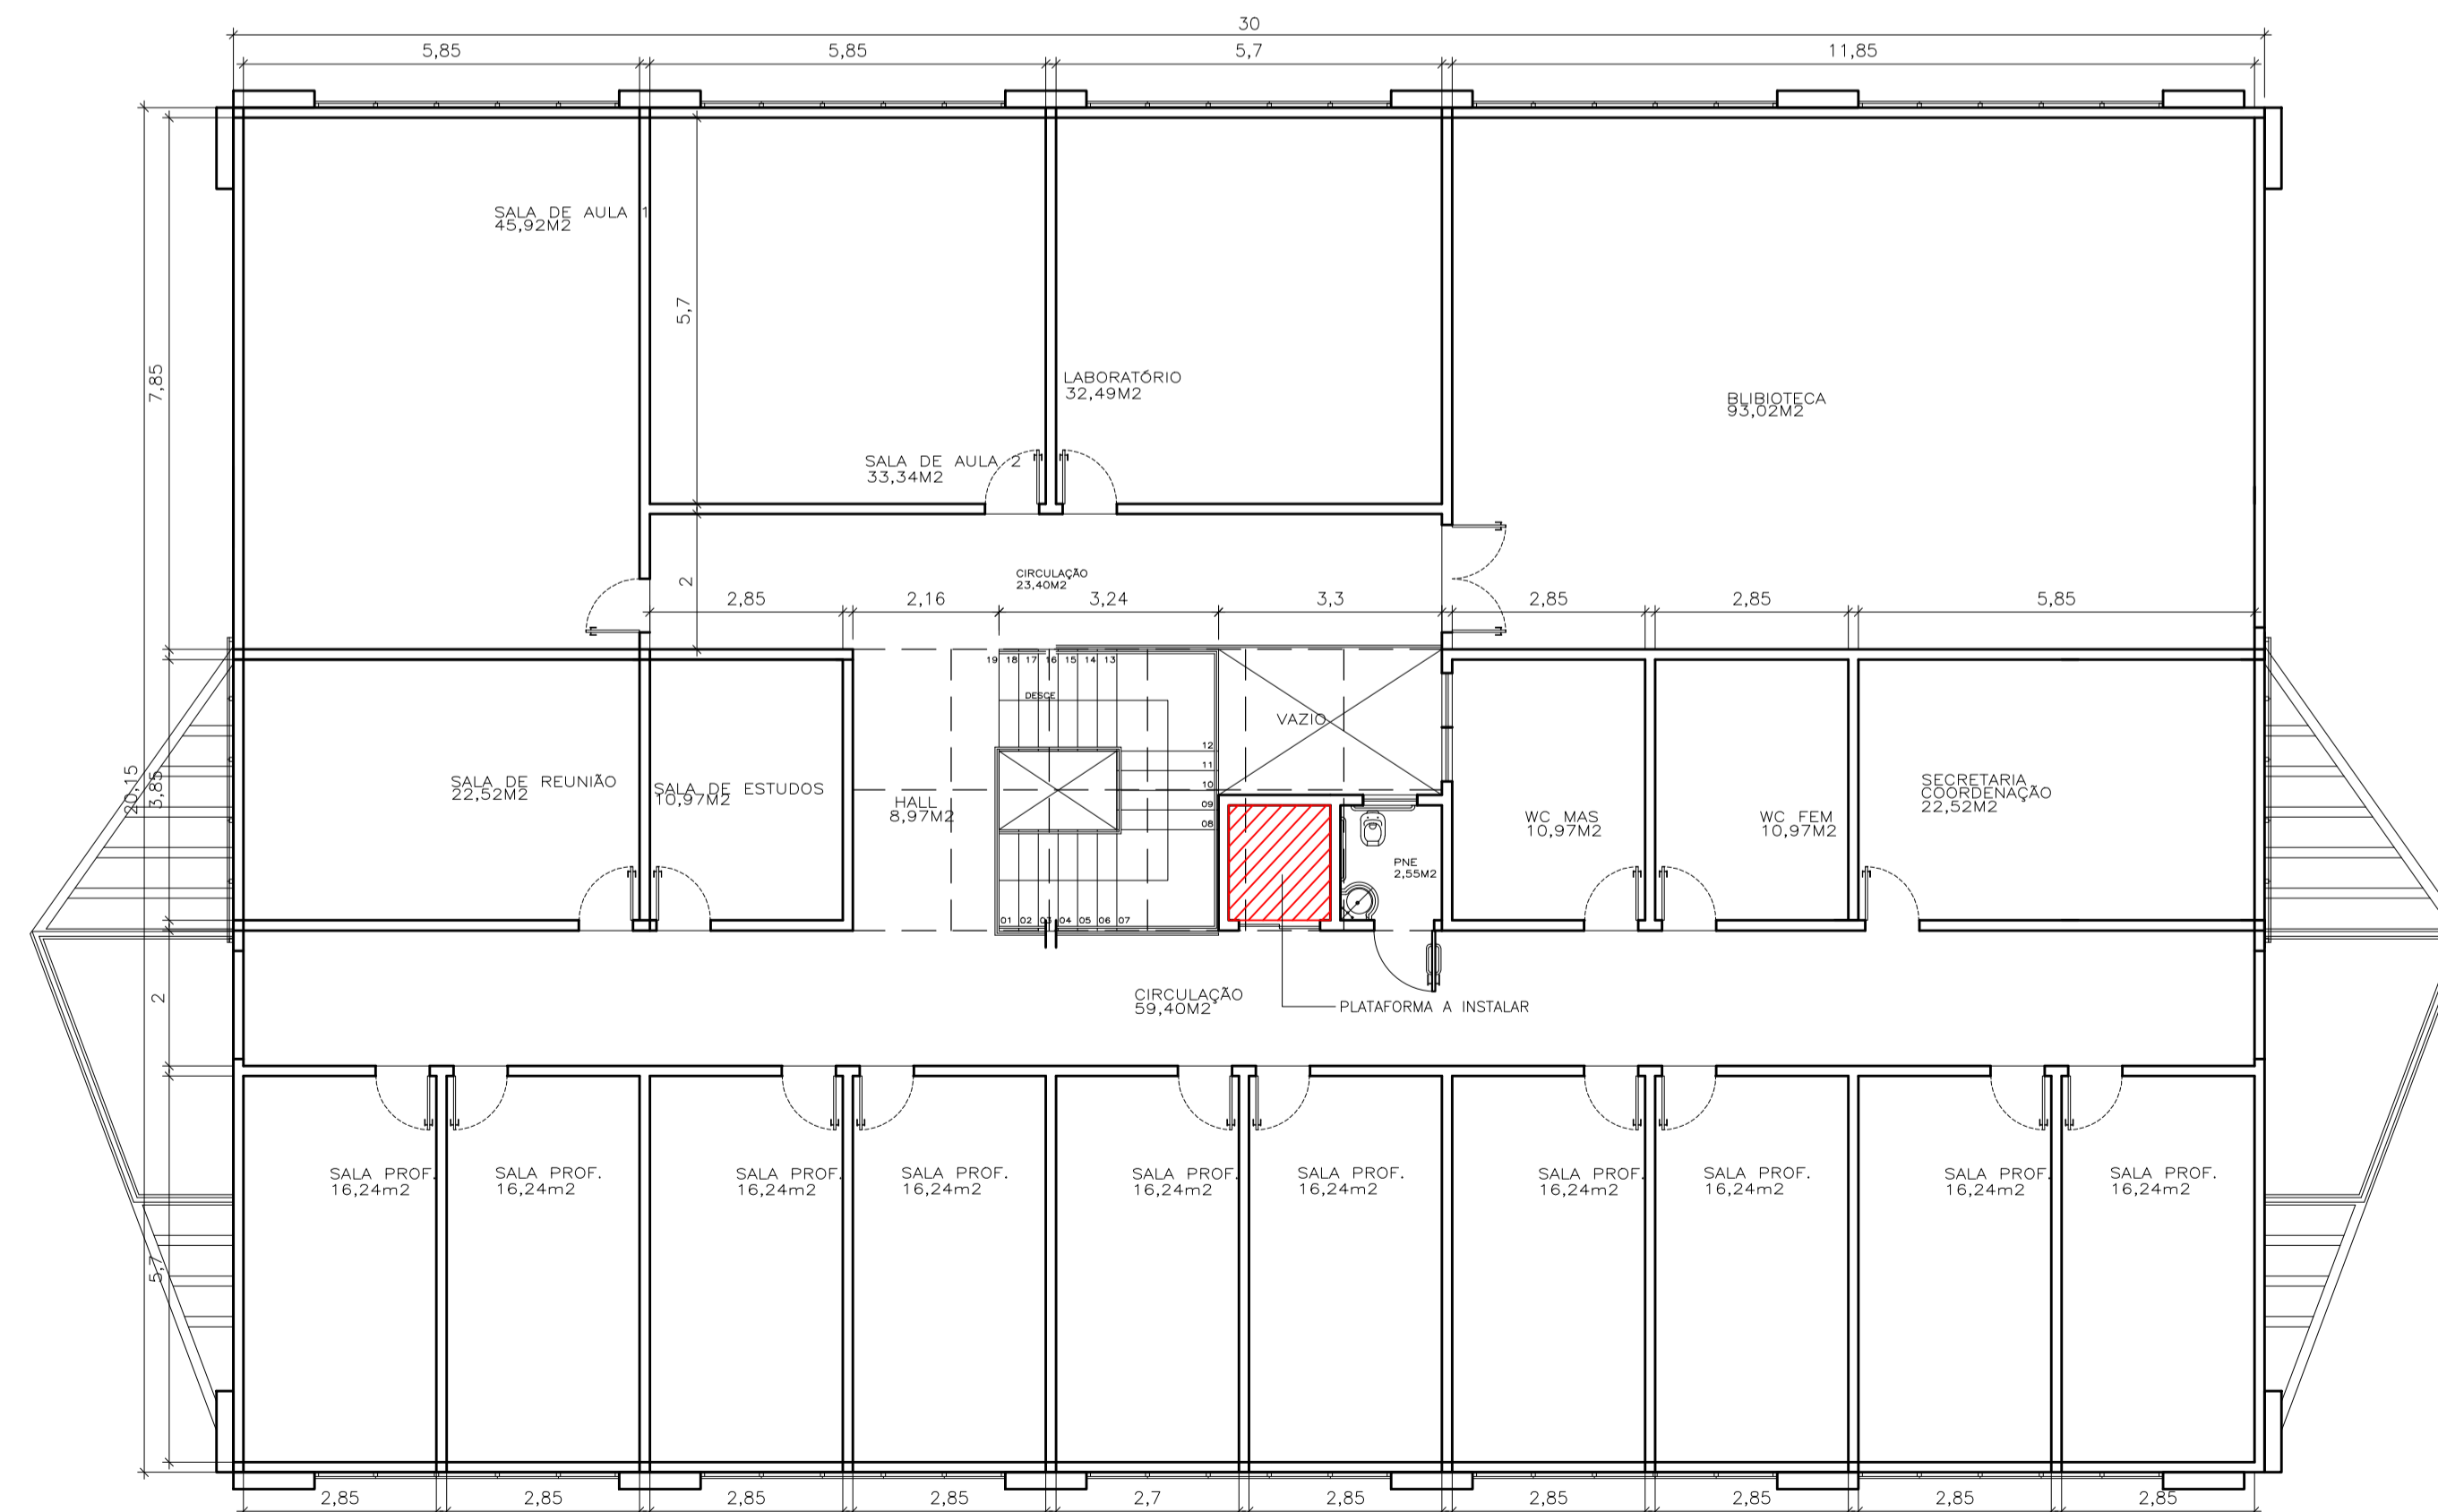 30
5,85
5,85
5,7
11,85
SALA DE AULA 1
45,92M2
5,7
7,85
LABORATÓRIO
32,49M2
BLIBIOTECA
93,02M2
SALA DE AULA 2
33,34M2
CIRCULAÇÃO
23,40M2
2
2,85
2,16
3,24
3,3
2,85
2,85
5,85
19 18 17 16 15 14 13
DESCE
VAZIO
12
11
10
09
08
20,15
3,85
SALA DE REUNIÃO
22,52M2
SALA DE ESTUDOS
10,97M2
HALL
8,97M2
WC MAS
10,97M2
WC FEM
10,97M2
SECRETARIA
COORDENAÇÃO
22,52M2
PNE
2,55M2
01 02 03 04 05 06 07
2
CIRCULAÇÃO
59,40M2
PLATAFORMA A INSTALAR
SALA PROF.
16,24m2
SALA PROF.
16,24m2
SALA PROF.
16,24m2
SALA PROF.
16,24m2
SALA PROF.
16,24m2
SALA PROF.
16,24m2
SALA PROF.
16,24m2
SALA PROF.
16,24m2
SALA PROF.
16,24m2
SALA PROF.
16,24m2
5,7
2,85
2,85
2,85
2,85
2,7
2,85
2,85
2,85
2,85
2,85